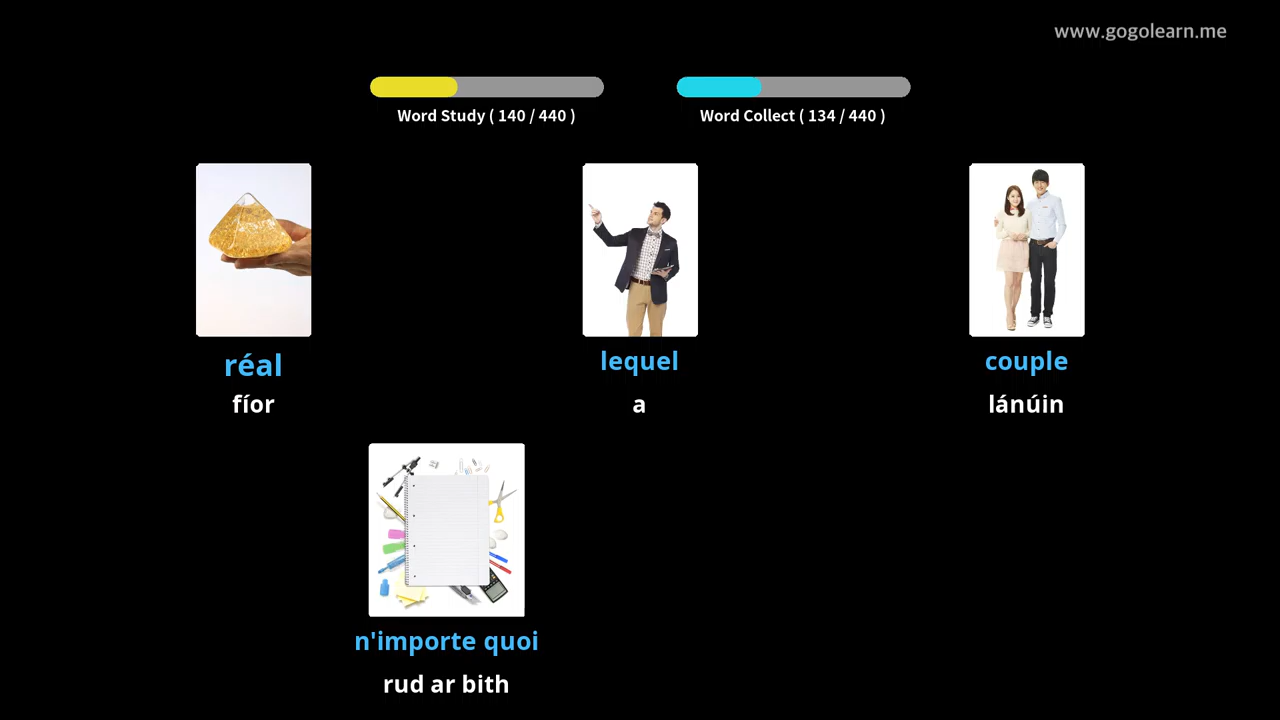 www.gogolearn.me
Word Study ( 140 / 440 )
Word Collect ( 134 / 440 )
réal
fíor
lequel
a
couple
lánúin
n'importe quoi
rud ar bith